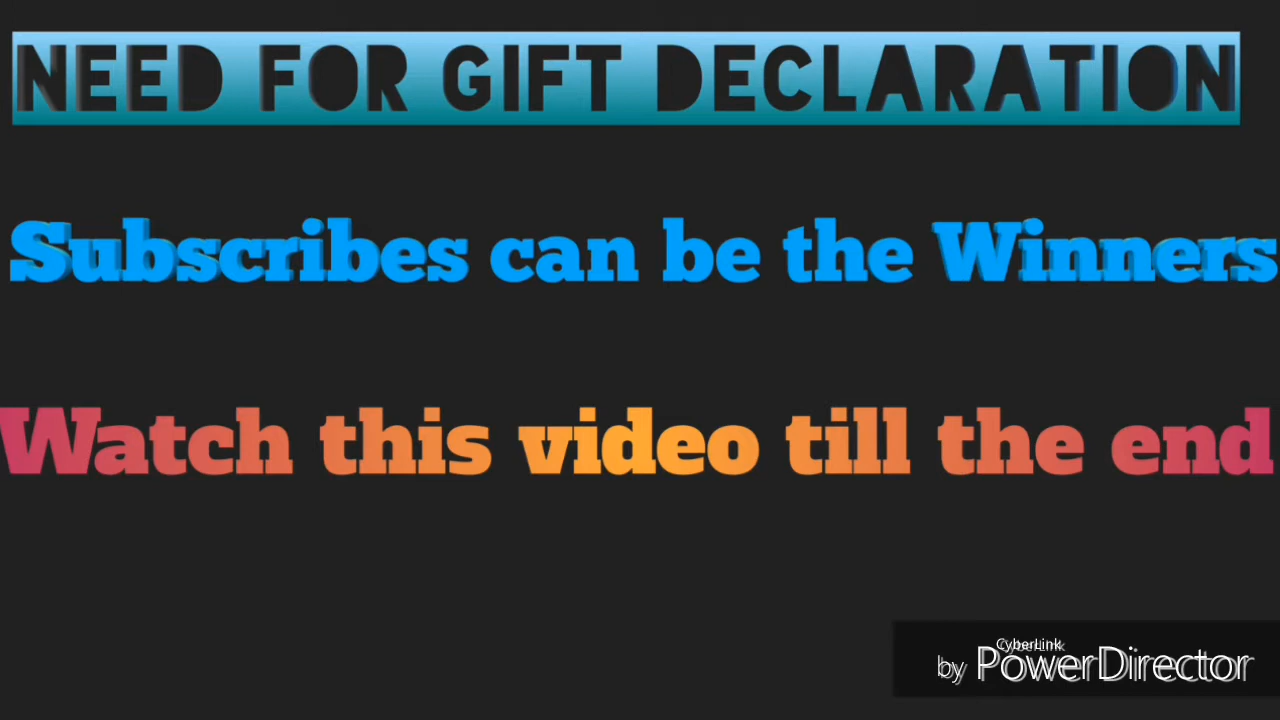 NEED FOR GIFT DECLARATION
Subscribes can be the Winners
Watch this video till the end
CyberLink
by PowerDirector